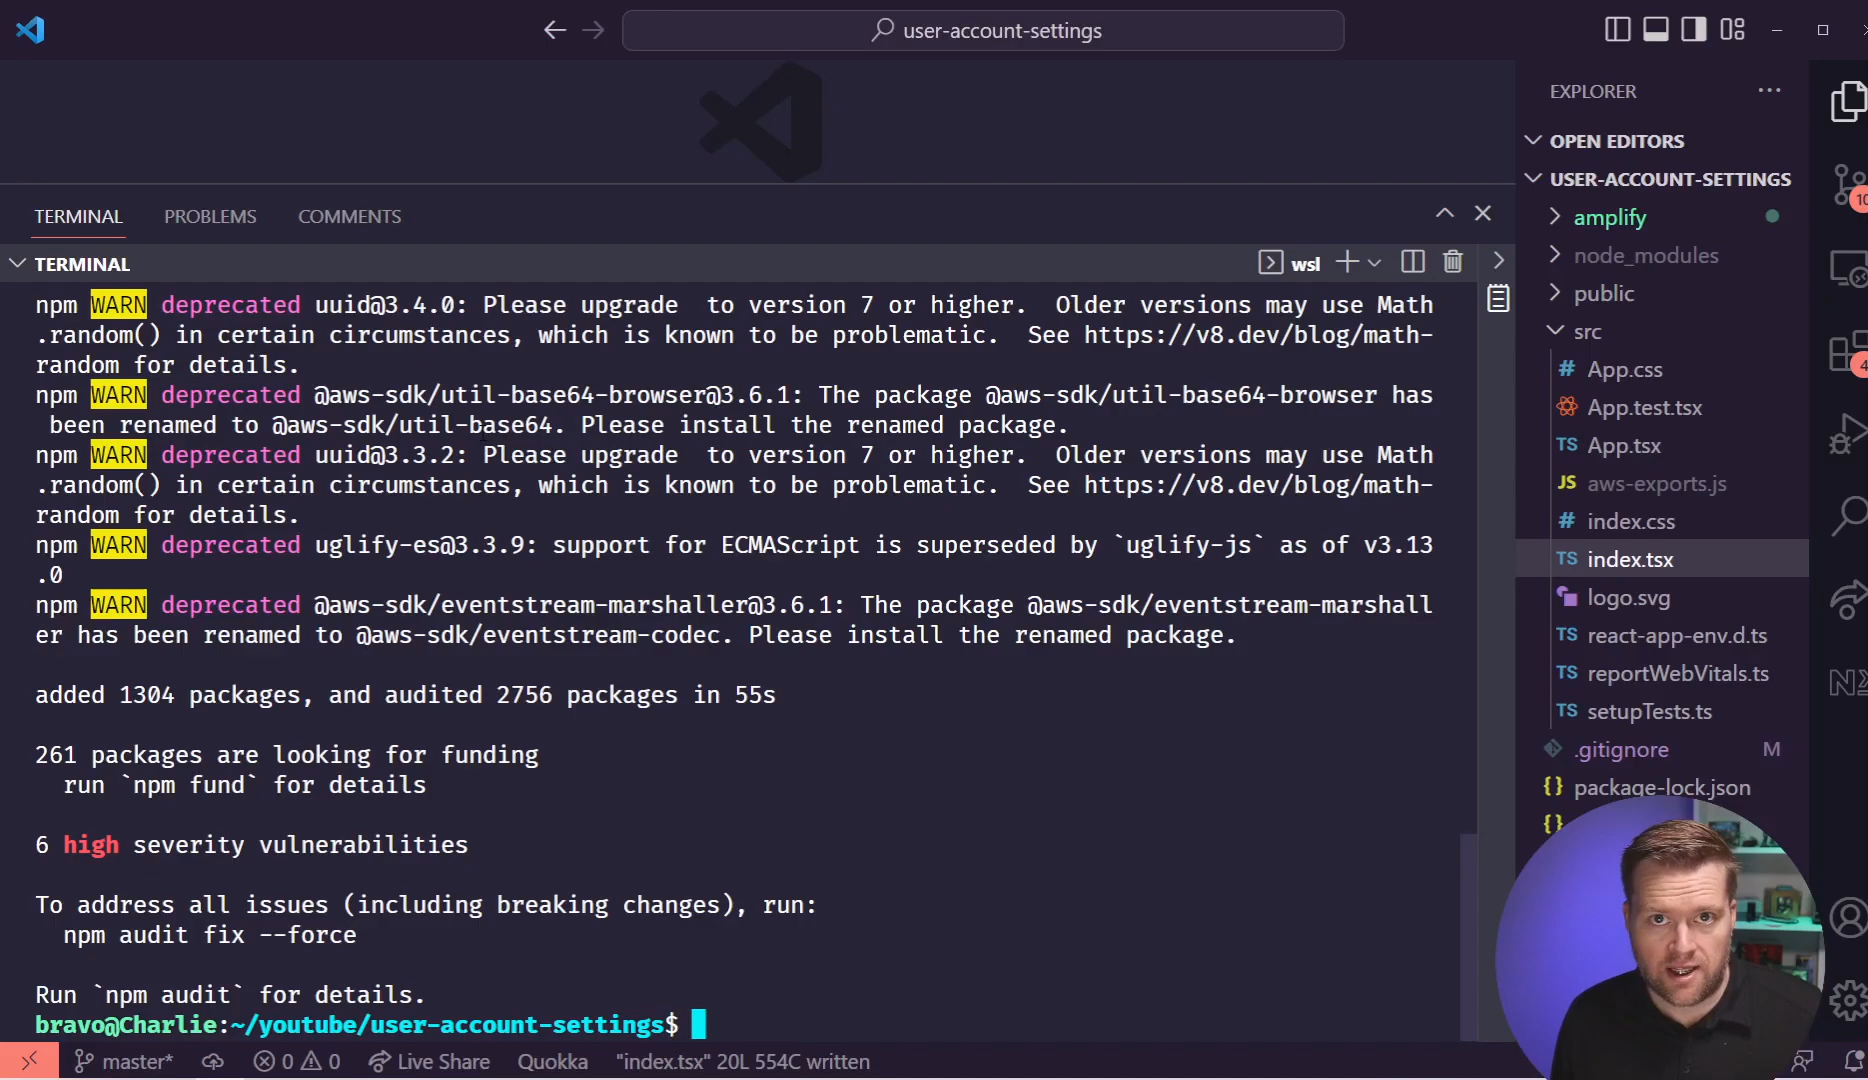 user-account-settings
EXPLORER
OPEN EDITORS
USER-ACCOUNT-SETTINGS
amplify
node_modules
public
src
App.css
App.test.tsx
TS App.tsx
JS aws-exports.js
index.css
TS index.tsx
logo.svg
TS react-app-env.d.ts
TS reportWebVitals.ts
TS setupTests.ts
.gitignore M
{} package-lock.json
{}
10
4
TERMINAL PROBLEMS COMMENTS
TERMINAL
wsl
npm WARN deprecated uuid@3.4.0: Please upgrade  to version 7 or higher.  Older versions may use Math
.random() in certain circumstances, which is known to be problematic.  See https://v8.dev/blog/math-
random for details.
npm WARN deprecated @aws-sdk/util-base64-browser@3.6.1: The package @aws-sdk/util-base64-browser has
 been renamed to @aws-sdk/util-base64. Please install the renamed package.
npm WARN deprecated uuid@3.3.2: Please upgrade  to version 7 or higher.  Older versions may use Math
.random() in certain circumstances, which is known to be problematic.  See https://v8.dev/blog/math-
random for details.
npm WARN deprecated uglify-es@3.3.9: support for ECMAScript is superseded by `uglify-js` as of v3.13
.0
npm WARN deprecated @aws-sdk/eventstream-marshaller@3.6.1: The package @aws-sdk/eventstream-marshall
er has been renamed to @aws-sdk/eventstream-codec. Please install the renamed package.
added 1304 packages, and audited 2756 packages in 55s
261 packages are looking for funding
  run `npm fund` for details
6 high severity vulnerabilities
To address all issues (including breaking changes), run:
  npm audit fix --force
Run `npm audit` for details.
bravo@Charlie:~/youtube/user-account-settings$
master* 0 0 Live Share Quokka "index.tsx" 20L 554C written